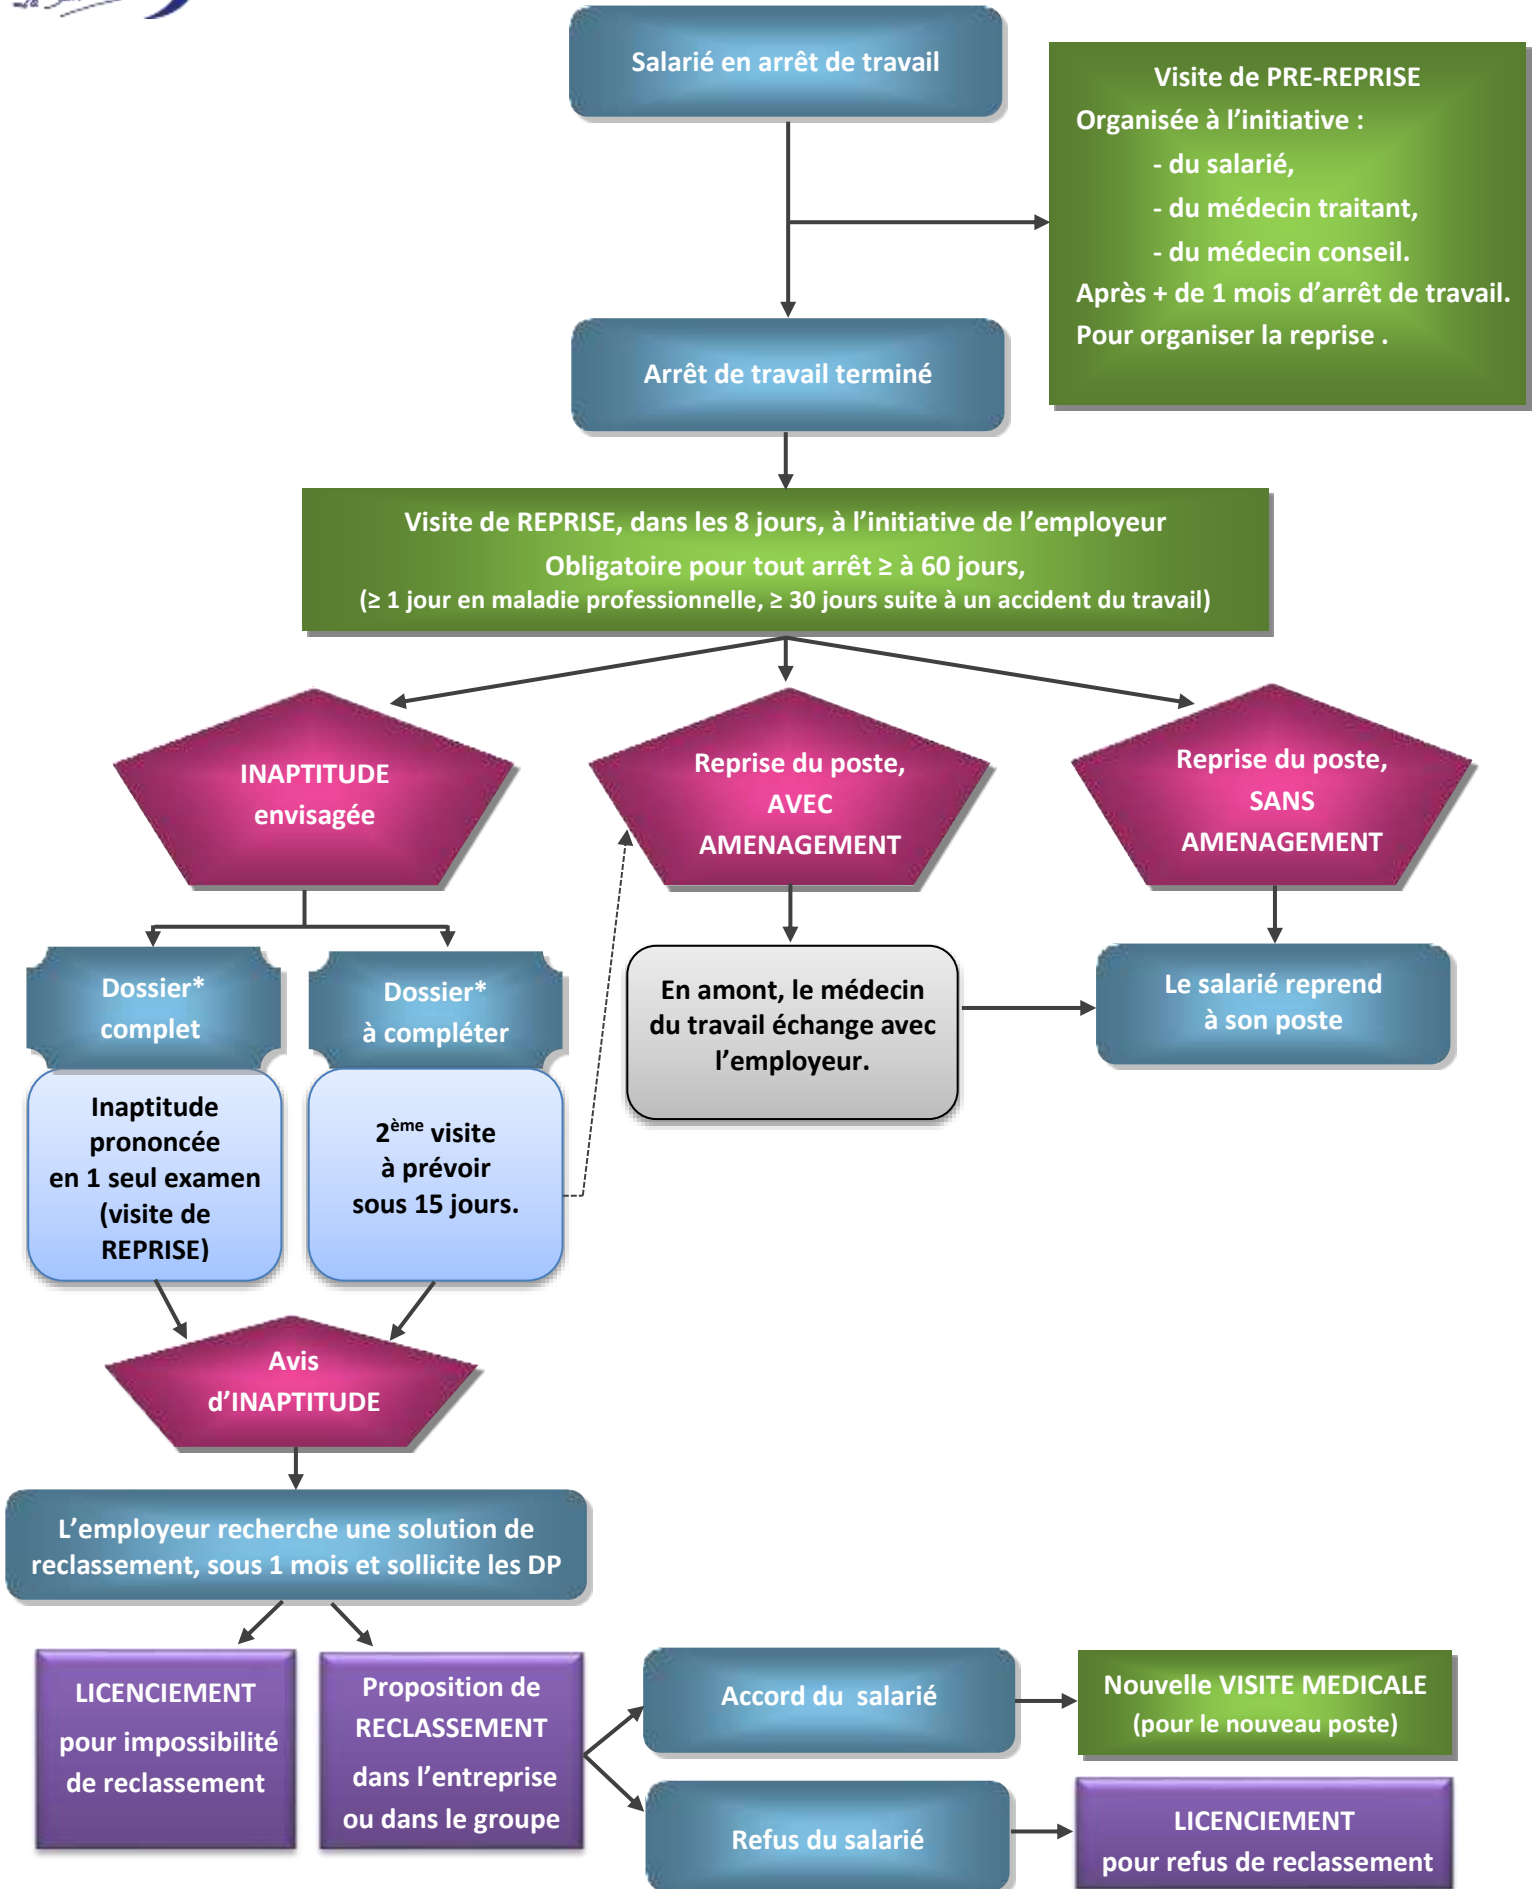 Salarié en arrêt de travail
Visite de PRE-REPRISE
Organisée à l’initiative :
- du salarié,
- du médecin traitant,
- du médecin conseil.
Après + de 1 mois d’arrêt de travail.
Pour organiser la reprise .
Arrêt de travail terminé
Visite de REPRISE, dans les 8 jours, à l’initiative de l’employeur
Obligatoire pour tout arrêt ≥ à 60 jours,
(≥ 1 jour en maladie professionnelle, ≥ 30 jours suite à un accident du travail)
INAPTITUDE
envisagée
Reprise du poste,
AVEC
AMENAGEMENT
Reprise du poste,
SANS
AMENAGEMENT
Dossier*
complet
Dossier*
à compléter
En amont, le médecin
du travail échange avec
l’employeur.
Le salarié reprend
à son poste
Inaptitude
prononcée
en 1 seul examen
(visite de
REPRISE)
2ème visite
à prévoir
sous 15 jours.
Avis
d’INAPTITUDE
L’employeur recherche une solution de
reclassement, sous 1 mois et sollicite les DP
LICENCIEMENT
pour impossibilité
de reclassement
Proposition de
RECLASSEMENT
dans l’entreprise
ou dans le groupe
Accord du salarié
Nouvelle VISITE MEDICALE
(pour le nouveau poste)
Refus du salarié
LICENCIEMENT
pour refus de reclassement